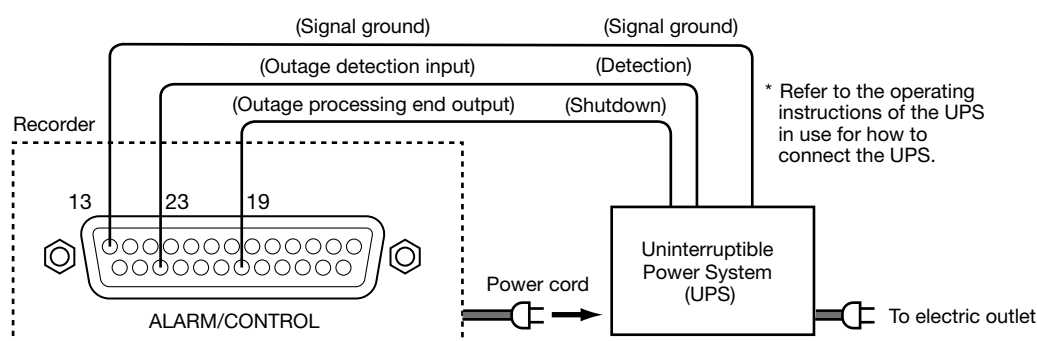 (Signal ground) (Signal ground)
(Outage detection input) (Detection)
(Outage processing end output) (Shutdown)
* Refer to the operating
instructions of the UPS
in use for how to
connect the UPS.
Recorder
13 23 19
ALARM/CONTROL
Power cord
Uninterruptible
Power System
(UPS)
To electric outlet